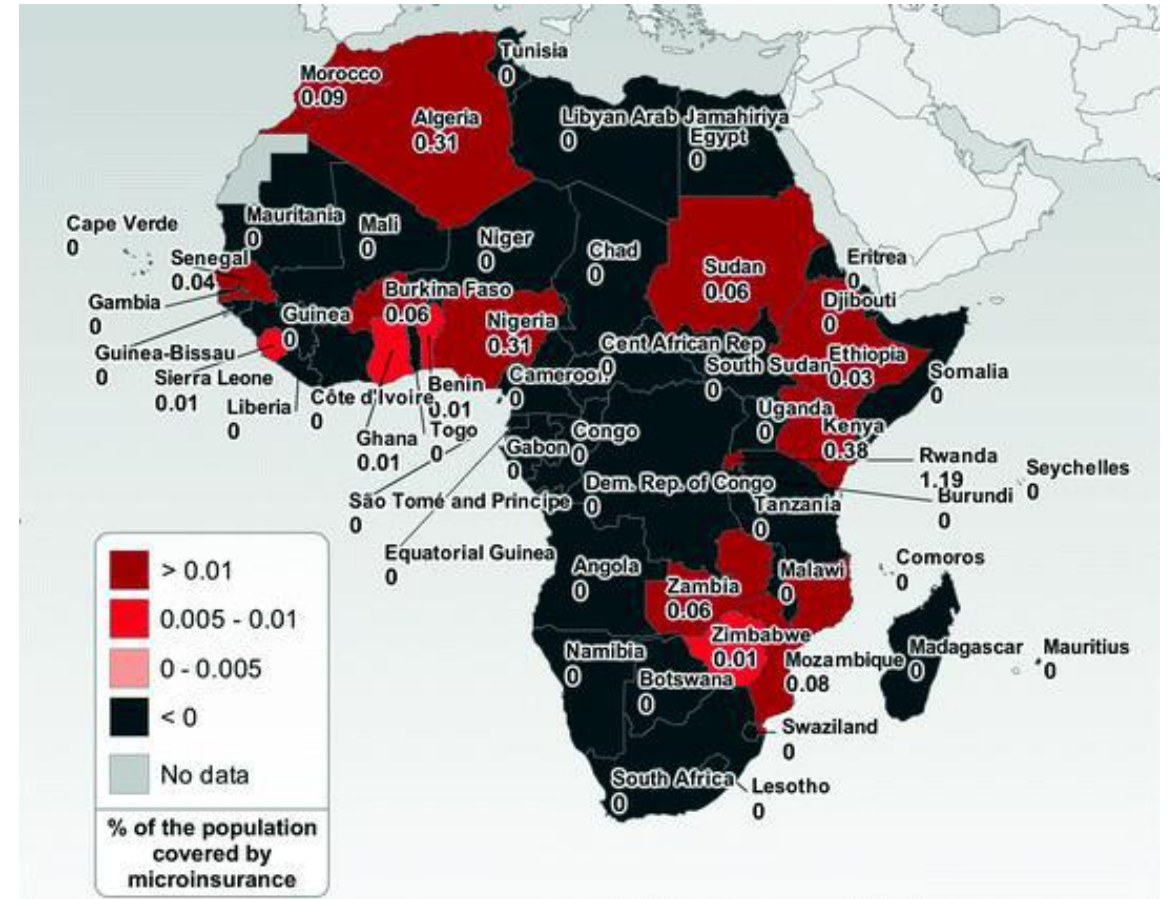 Tunisia
0
Morocco
0.09
Algeria
0.31
Libyan Arab Jamahiriya
0
Egypt
0
Cape Verde
0
Mauritania
0
Mali
0
Niger
0
Chad
0
Sudan
0.06
Eritrea
0
Senegal
0.04
Gambia
0
Guinea
0
Burkina Faso
0.06
Nigeria
0.31
Djibouti
0
Guinea-Bissau
0
Sierra Leone
0.01
Liberia
0
Côte d'Ivoire
0
Ghana
0.01
Benin
0.01
Togo
0
Cameroon
0
Cent African Rep
0
South Sudan
0
Ethiopia
0.03
Somalia
0
Uganda
0
Kenya
0.38
Gabon
0
Congo
0
Rwanda
1.19
Burundi
0
Seychelles
0
São Tomé and Principe
0
Equatorial Guinea
0
Dem. Rep. of Congo
0
Tanzania
0
Angola
0
Zambia
0.06
Malawi
0
Comoros
0
Zimbabwe
0.01
Mozambique
0.08
Madagascar
0
Mauritius
0
Namibia
0
Botswana
0
Swaziland
0
South Africa
0
Lesotho
0
> 0.01
0.005 - 0.01
0 - 0.005
< 0
No data
% of the population
covered by
microinsurance